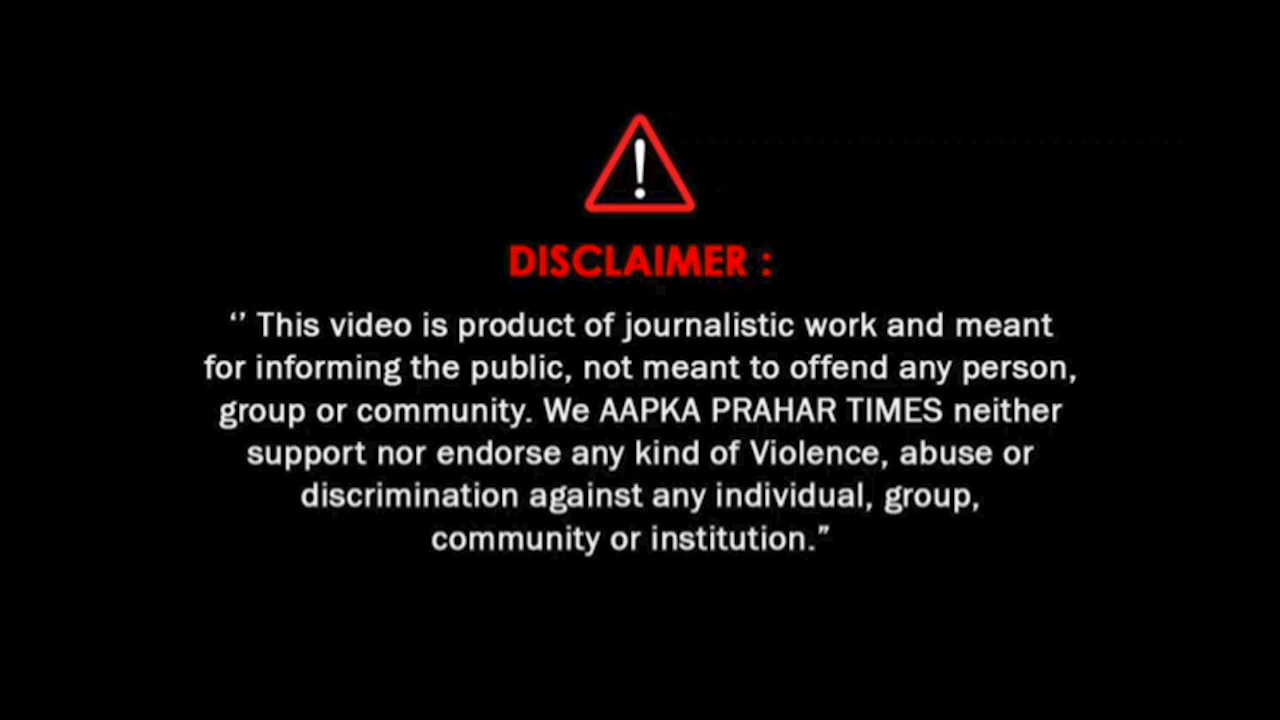 !
DISCLAIMER :
‘’ This video is product of journalistic work and meant
for informing the public, not meant to offend any person,
group or community. We AAPKA PRAHAR TIMES neither
support nor endorse any kind of Violence, abuse or
discrimination against any individual, group,
community or institution.”